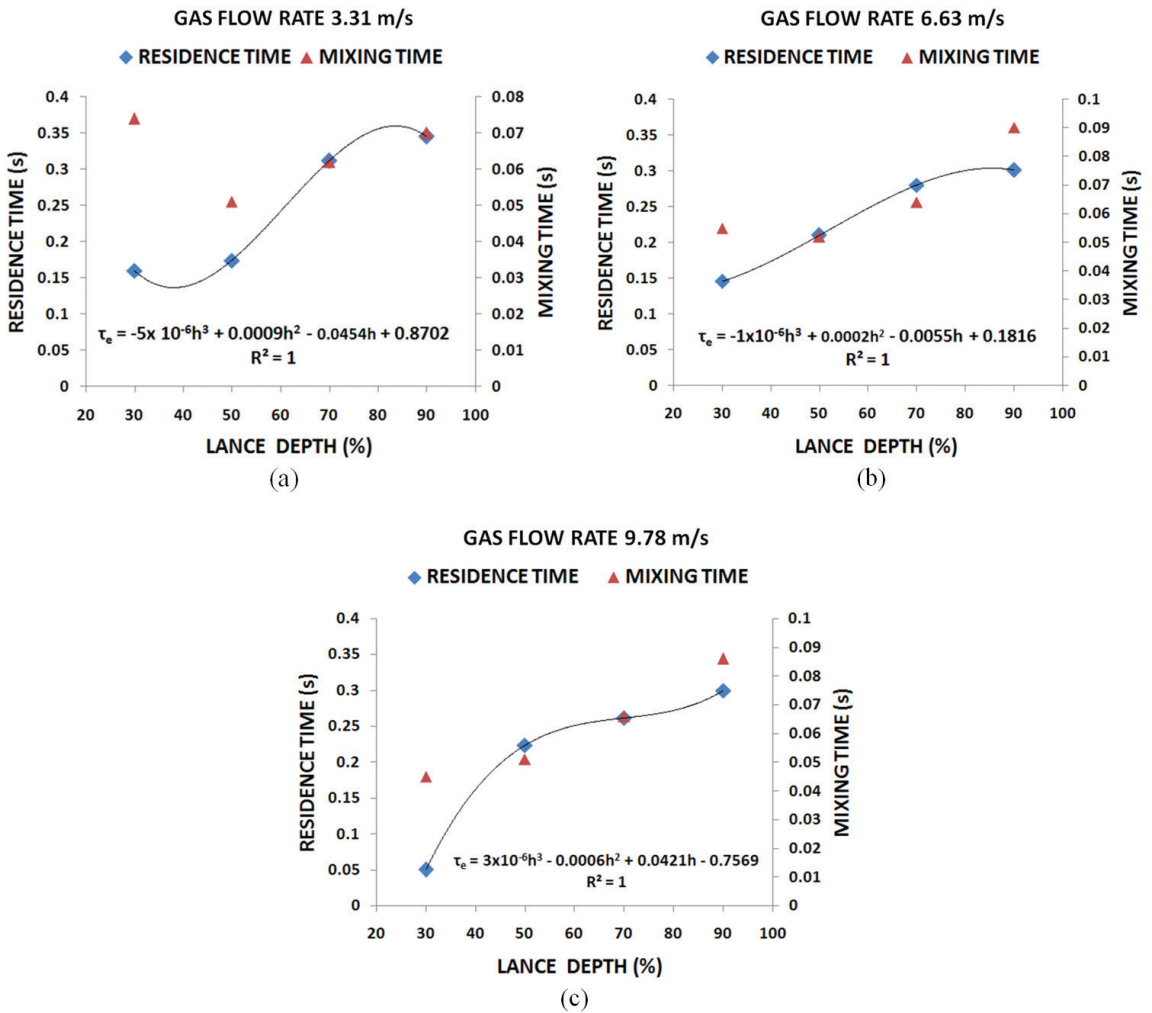 GAS FLOW RATE 3.31 m/s
RESIDENCE TIME MIXING TIME
0.4
0.35
0.3
0.25
0.2
0.15
0.1
0.05
0
RESIDENCE TIME (s)
0.08
0.07
0.06
0.05
0.04
0.03
0.02
0.01
0
MIXING TIME (s)
τₑ = -5x 10⁻⁶h³ + 0.0009h² - 0.0454h + 0.8702
R² = 1
20 30 40 50 60 70 80 90 100
LANCE DEPTH (%)
(a)
GAS FLOW RATE 6.63 m/s
RESIDENCE TIME MIXING TIME
0.4
0.35
0.3
0.25
0.2
0.15
0.1
0.05
0
RESIDENCE TIME (s)
0.1
0.09
0.08
0.07
0.06
0.05
0.04
0.03
0.02
0.01
0
MIXING TIME (s)
τₑ = -1x10⁻⁶h³ + 0.0002h² - 0.0055h + 0.1816
R² = 1
20 30 40 50 60 70 80 90 100
LANCE DEPTH (%)
(b)
GAS FLOW RATE 9.78 m/s
RESIDENCE TIME MIXING TIME
0.4
0.35
0.3
0.25
0.2
0.15
0.1
0.05
0
RESIDENCE TIME (s)
0.1
0.09
0.08
0.07
0.06
0.05
0.04
0.03
0.02
0.01
0
MIXING TIME (s)
τₑ = 3x10⁻⁶h³ - 0.0006h² + 0.0421h - 0.7569
R² = 1
20 30 40 50 60 70 80 90 100
LANCE DEPTH (%)
(c)